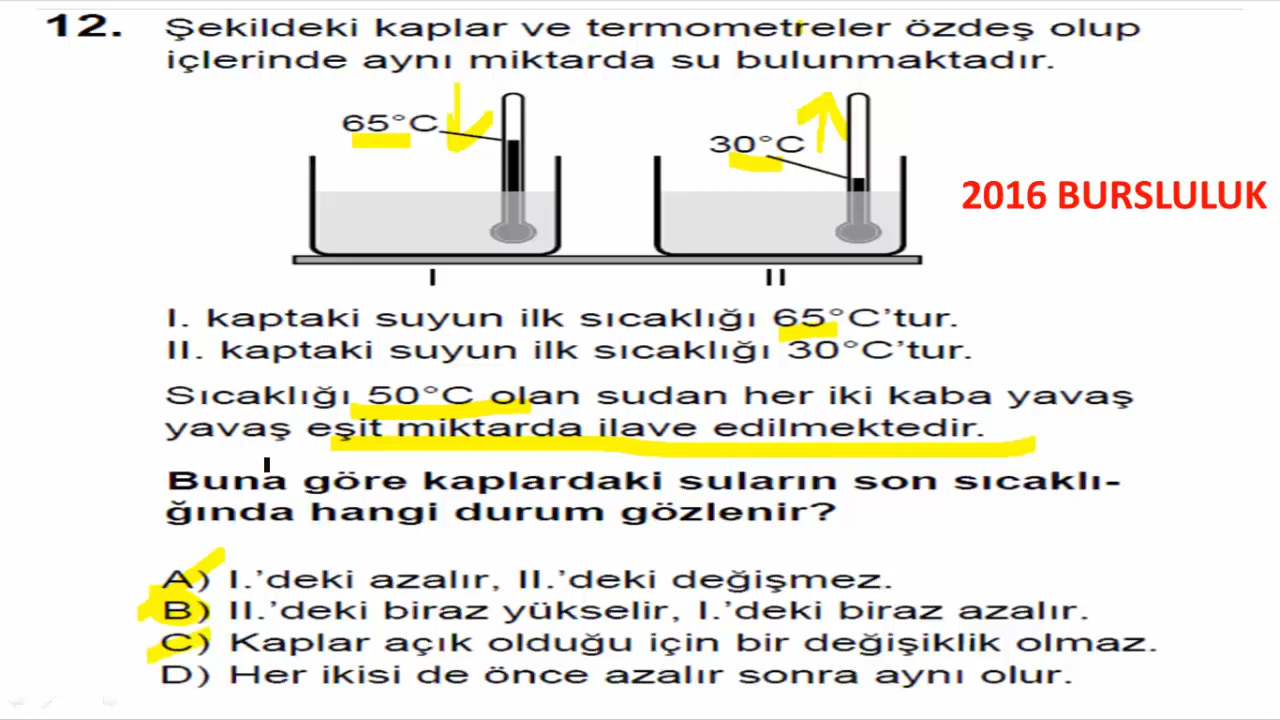 12. Şekildeki kaplar ve termometreler özdeş olup
içlerinde aynı miktarda su bulunmaktadır.
65°C
30°C
2016 BURSLULUK
I
II
I. kaptaki suyun ilk sıcaklığı 65°C’tur.
II. kaptaki suyun ilk sıcaklığı 30°C’tur.
Sıcaklığı 50°C olan sudan her iki kaba yavaş
yavaş eşit miktarda ilave edilmektedir.
Buna göre kaplardaki suların son sıcaklı-
ğında hangi durum gözlenir?
A) I.’deki azalır, II.’deki değişmez.
B) II.’deki biraz yükselir, I.’deki biraz azalır.
C) Kaplar açık olduğu için bir değişiklik olmaz.
D) Her ikisi de önce azalır sonra aynı olur.